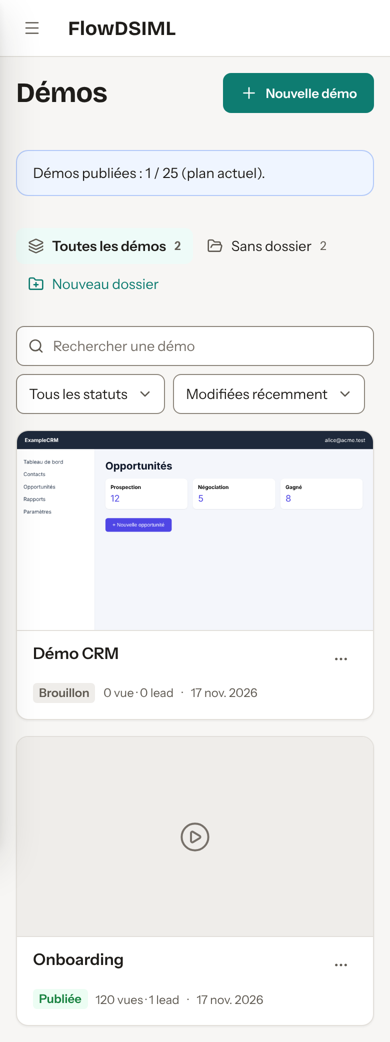 FlowDSIML
Démos
Nouvelle démo
Démos publiées : 1 / 25 (plan actuel).
Toutes les démos 2
Sans dossier 2
Nouveau dossier
Rechercher une démo
Tous les statuts
Modifiées récemment
ExampleCRM
alice@acme.test
Tableau de bord
Contacts
Opportunités
Rapports
Paramètres
Opportunités
Prospection
12
Négociation
5
Gagné
8
+ Nouvelle opportunité
Démo CRM
Brouillon 0 vue · 0 lead · 17 nov. 2026
Onboarding
Publiée 120 vues · 1 lead · 17 nov. 2026